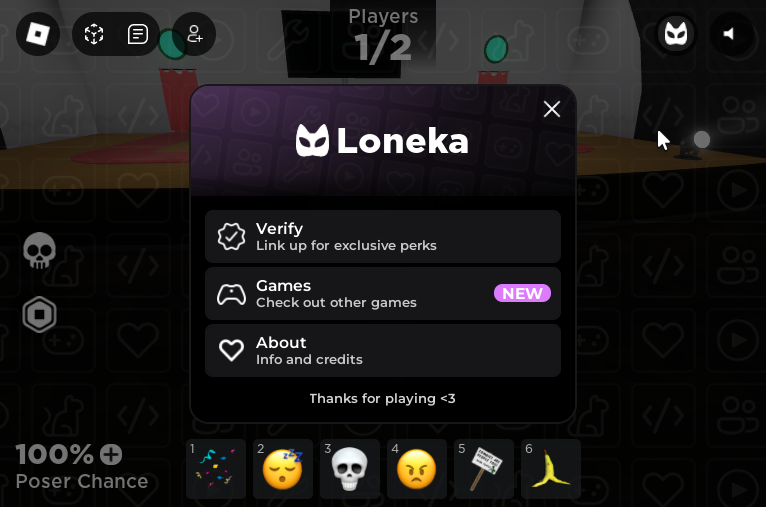 Players
1/2
Loneka
Verify
Link up for exclusive perks
Games
Check out other games
NEW
About
Info and credits
Thanks for playing <3
100%
Poser Chance
1
2
3
4
5
6